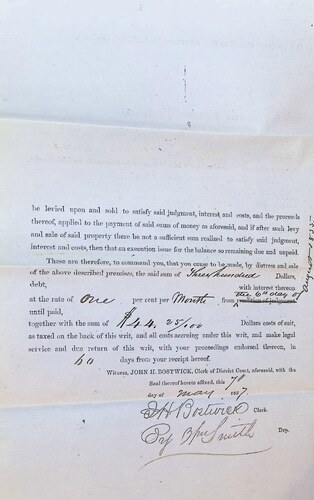 be levied upon and sold to satisfy said judgment, interest and costs, and the proceeds
thereof, applied to the payment of said sum of money as aforesaid, and if after such levy
and sale of said property there be not a sufficient sum realized to satisfy said judgment,
interest and costs, then that an execution issue for the balance so remaining due and unpaid.
These are, therefore, to command you, that you cause to be made, by distress and sale
of the above described premises, the said sum of Three hundred Dollars,
debt, with interest thereon
at the rate of One per cent per Month from the 6th day of
rendition of judgment
until paid,
together with the sum of $44 25/100 Dollars costs of suit,
as taxed on the back of this writ, and all costs accruing under this writ, and make legal
service and due return of this writ, with your proceedings endorsed thereon, in
60 days from your receipt hereof.
Witness, JOHN H. BOSTWICK, Clerk of District Court, aforesaid, with the
Seal thereof hereto affixed, this 7th
day of May 1857.
J H Bostwick Clerk.
By Wm Smith Dep.